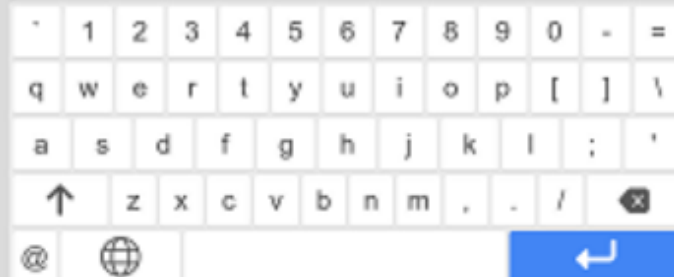 ` 1 2 3 4 5 6 7 8 9 0 - =
q w e r t y u i o p [ ] \
a s d f g h j k l ; '
z x c v b n m , . /
@